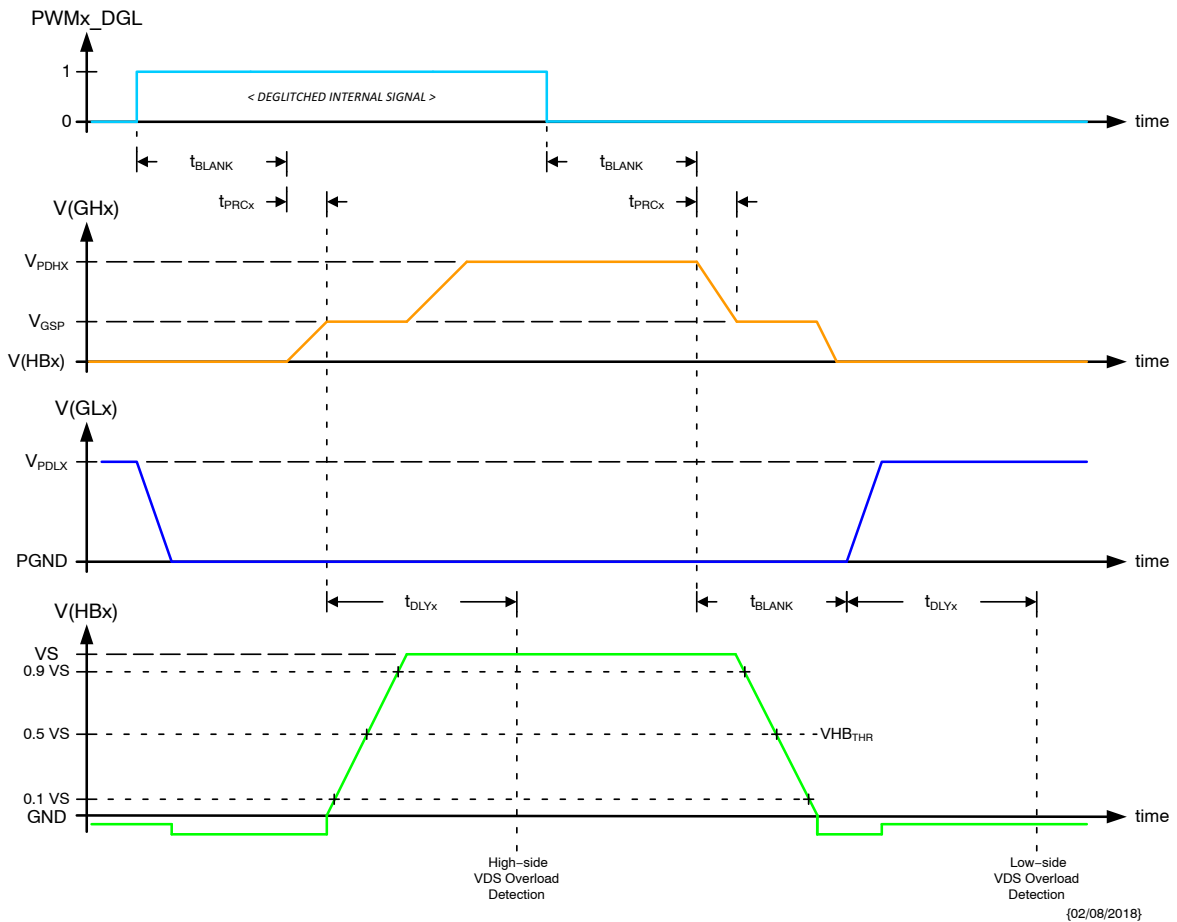 PWMx_DGL
1
< DEGLITCHED INTERNAL SIGNAL >
0
time
tBLANK
tBLANK
tPRCx
tPRCx
V(GHx)
VPDHX
VGSP
V(HBx)
time
V(GLx)
VPDLX
PGND
time
tDLYx
tBLANK
tDLYx
V(HBx)
VS
0.9 VS
0.5 VS
VHBTHR
0.1 VS
GND
time
High−side
VDS Overload
Detection
Low−side
VDS Overload
Detection
{02/08/2018}